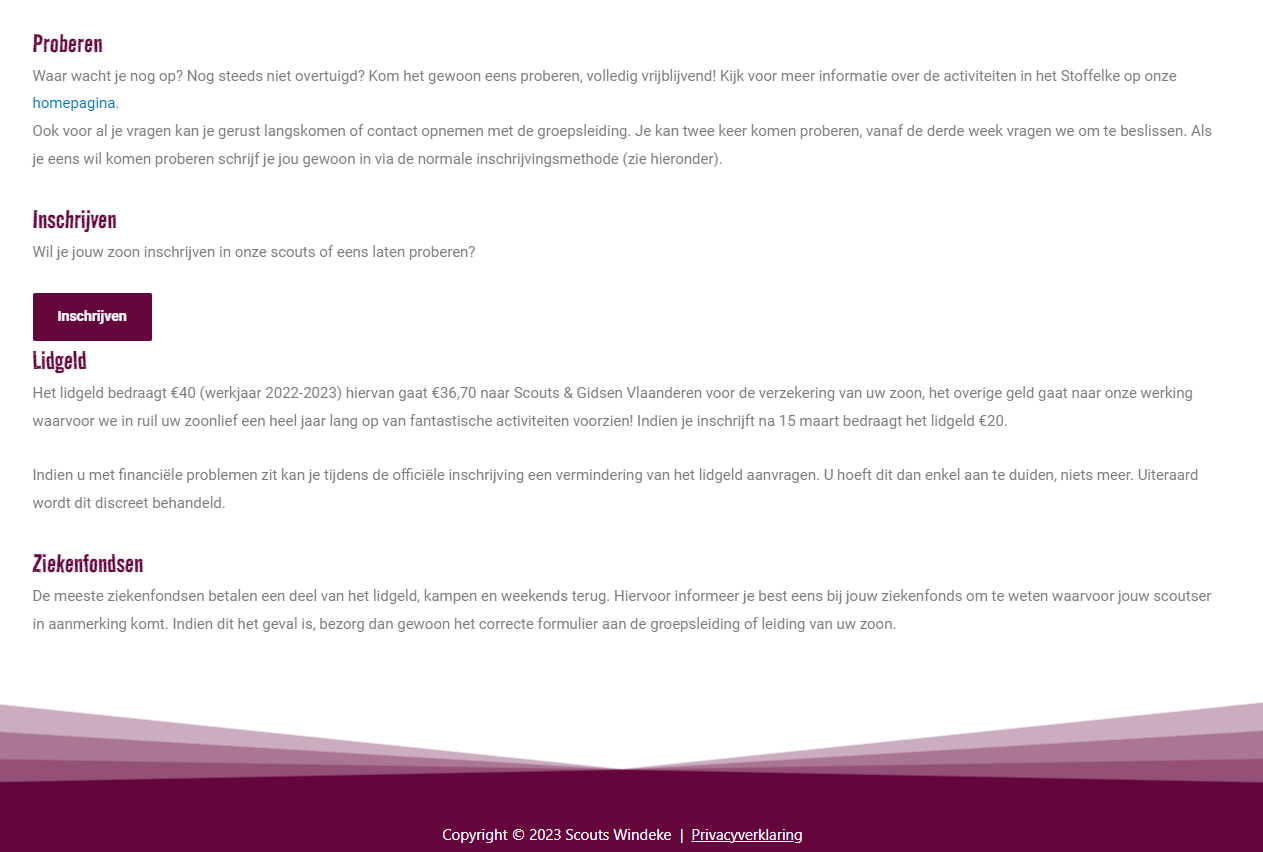 Proberen
Waar wacht je nog op? Nog steeds niet overtuigd? Kom het gewoon eens proberen, volledig vrijblijvend! Kijk voor meer informatie over de activiteiten in het Stoffelke op onze
homepagina.
Ook voor al je vragen kan je gerust langskomen of contact opnemen met de groepsleiding. Je kan twee keer komen proberen, vanaf de derde week vragen we om te beslissen. Als
je eens wil komen proberen schrijf je jou gewoon in via de normale inschrijvingsmethode (zie hieronder).
Inschrijven
Wil je jouw zoon inschrijven in onze scouts of eens laten proberen?
Inschrijven
Lidgeld
Het lidgeld bedraagt €40 (werkjaar 2022-2023) hiervan gaat €36,70 naar Scouts & Gidsen Vlaanderen voor de verzekering van uw zoon, het overige geld gaat naar onze werking
waarvoor we in ruil uw zoonlief een heel jaar lang op van fantastische activiteiten voorzien! Indien je inschrijft na 15 maart bedraagt het lidgeld €20.
Indien u met financiële problemen zit kan je tijdens de officiële inschrijving een vermindering van het lidgeld aanvragen. U hoeft dit dan enkel aan te duiden, niets meer. Uiteraard
wordt dit discreet behandeld.
Ziekenfondsen
De meeste ziekenfondsen betalen een deel van het lidgeld, kampen en weekends terug. Hiervoor informeer je best eens bij jouw ziekenfonds om te weten waarvoor jouw scoutser
in aanmerking komt. Indien dit het geval is, bezorg dan gewoon het correcte formulier aan de groepsleiding of leiding van uw zoon.
Copyright © 2023 Scouts Windeke | Privacyverklaring